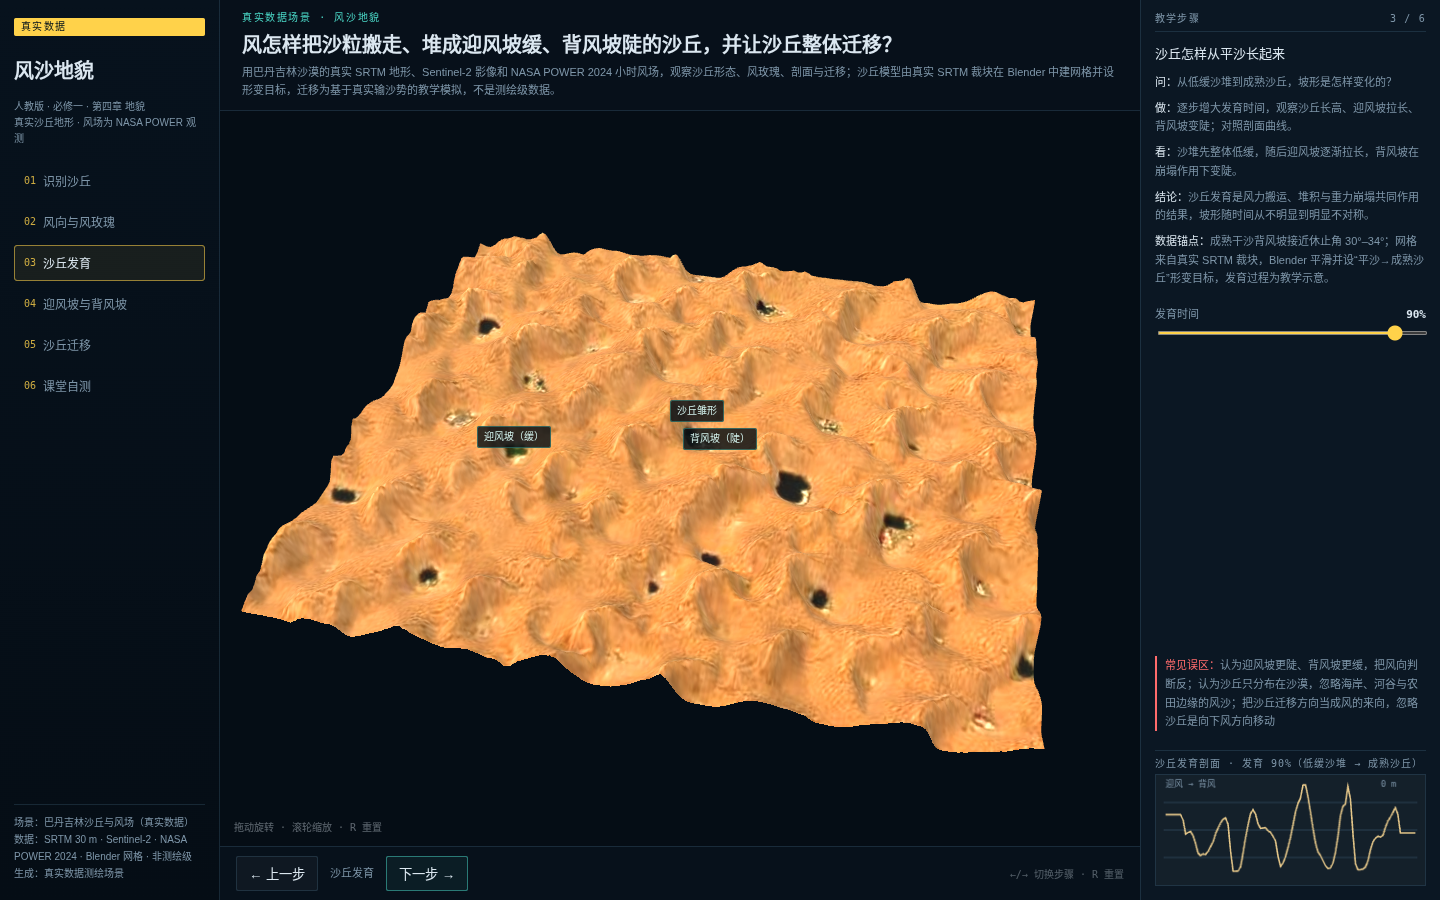 真实数据
风沙地貌
人教版 · 必修一 · 第四章 地貌
真实沙丘地形 · 风场为 NASA POWER 观
测
01 识别沙丘
02 风向与风玫瑰
03 沙丘发育
04 迎风坡与背风坡
05 沙丘迁移
06 课堂自测
场景：巴丹吉林沙丘与风场（真实数据）
数据：SRTM 30 m · Sentinel-2 · NASA
POWER 2024 · Blender 网格 · 非测绘级
生成：真实数据测绘场景
真实数据场景 · 风沙地貌
风怎样把沙粒搬走、堆成迎风坡缓、背风坡陡的沙丘，并让沙丘整体迁移？
用巴丹吉林沙漠的真实 SRTM 地形、Sentinel-2 影像和 NASA POWER 2024 小时风场，观察沙丘形态、风玫瑰、剖面与迁移；沙丘模型由真实 SRTM 裁块在 Blender 中建网格并设
形变目标，迁移为基于真实输沙势的教学模拟，不是测绘级数据。
沙丘雏形
迎风坡（缓）
背风坡（陡）
拖动旋转 · 滚轮缩放 · R 重置
← 上一步
沙丘发育
下一步 →
←/→ 切换步骤 · R 重置
教学步骤
3 / 6
沙丘怎样从平沙长起来
问：从低缓沙堆到成熟沙丘，坡形是怎样变化的？
做：逐步增大发育时间，观察沙丘长高、迎风坡拉长、
背风坡变陡；对照剖面曲线。
看：沙堆先整体低缓，随后迎风坡逐渐拉长，背风坡在
崩塌作用下变陡。
结论：沙丘发育是风力搬运、堆积与重力崩塌共同作用
的结果，坡形随时间从不明显到明显不对称。
数据锚点：成熟干沙背风坡接近休止角 30°–34°；网格
来自真实 SRTM 裁块，Blender 平滑并设“平沙→成熟沙
丘”形变目标，发育过程为教学示意。
发育时间
90%
常见误区：认为迎风坡更陡、背风坡更缓，把风向判
断反；认为沙丘只分布在沙漠，忽略海岸、河谷与农
田边缘的风沙；把沙丘迁移方向当成风的来向，忽略
沙丘是向下风方向移动
沙丘发育剖面 · 发育 90%（低缓沙堆 → 成熟沙丘）
迎风 → 背风
0 m